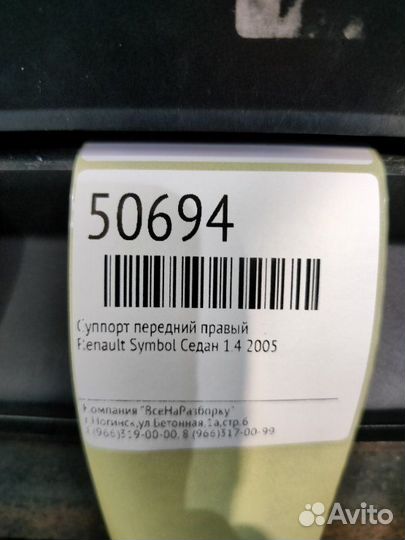 50694
Суппорт передний правый
Renault Symbol Седан 1.4 2005
Компания "ВсеНаРазборку"
г.Ногинск,ул.Бетонная,1а,стр.6
8 (966)319-00-00, 8 (966)317-00-99
Avito